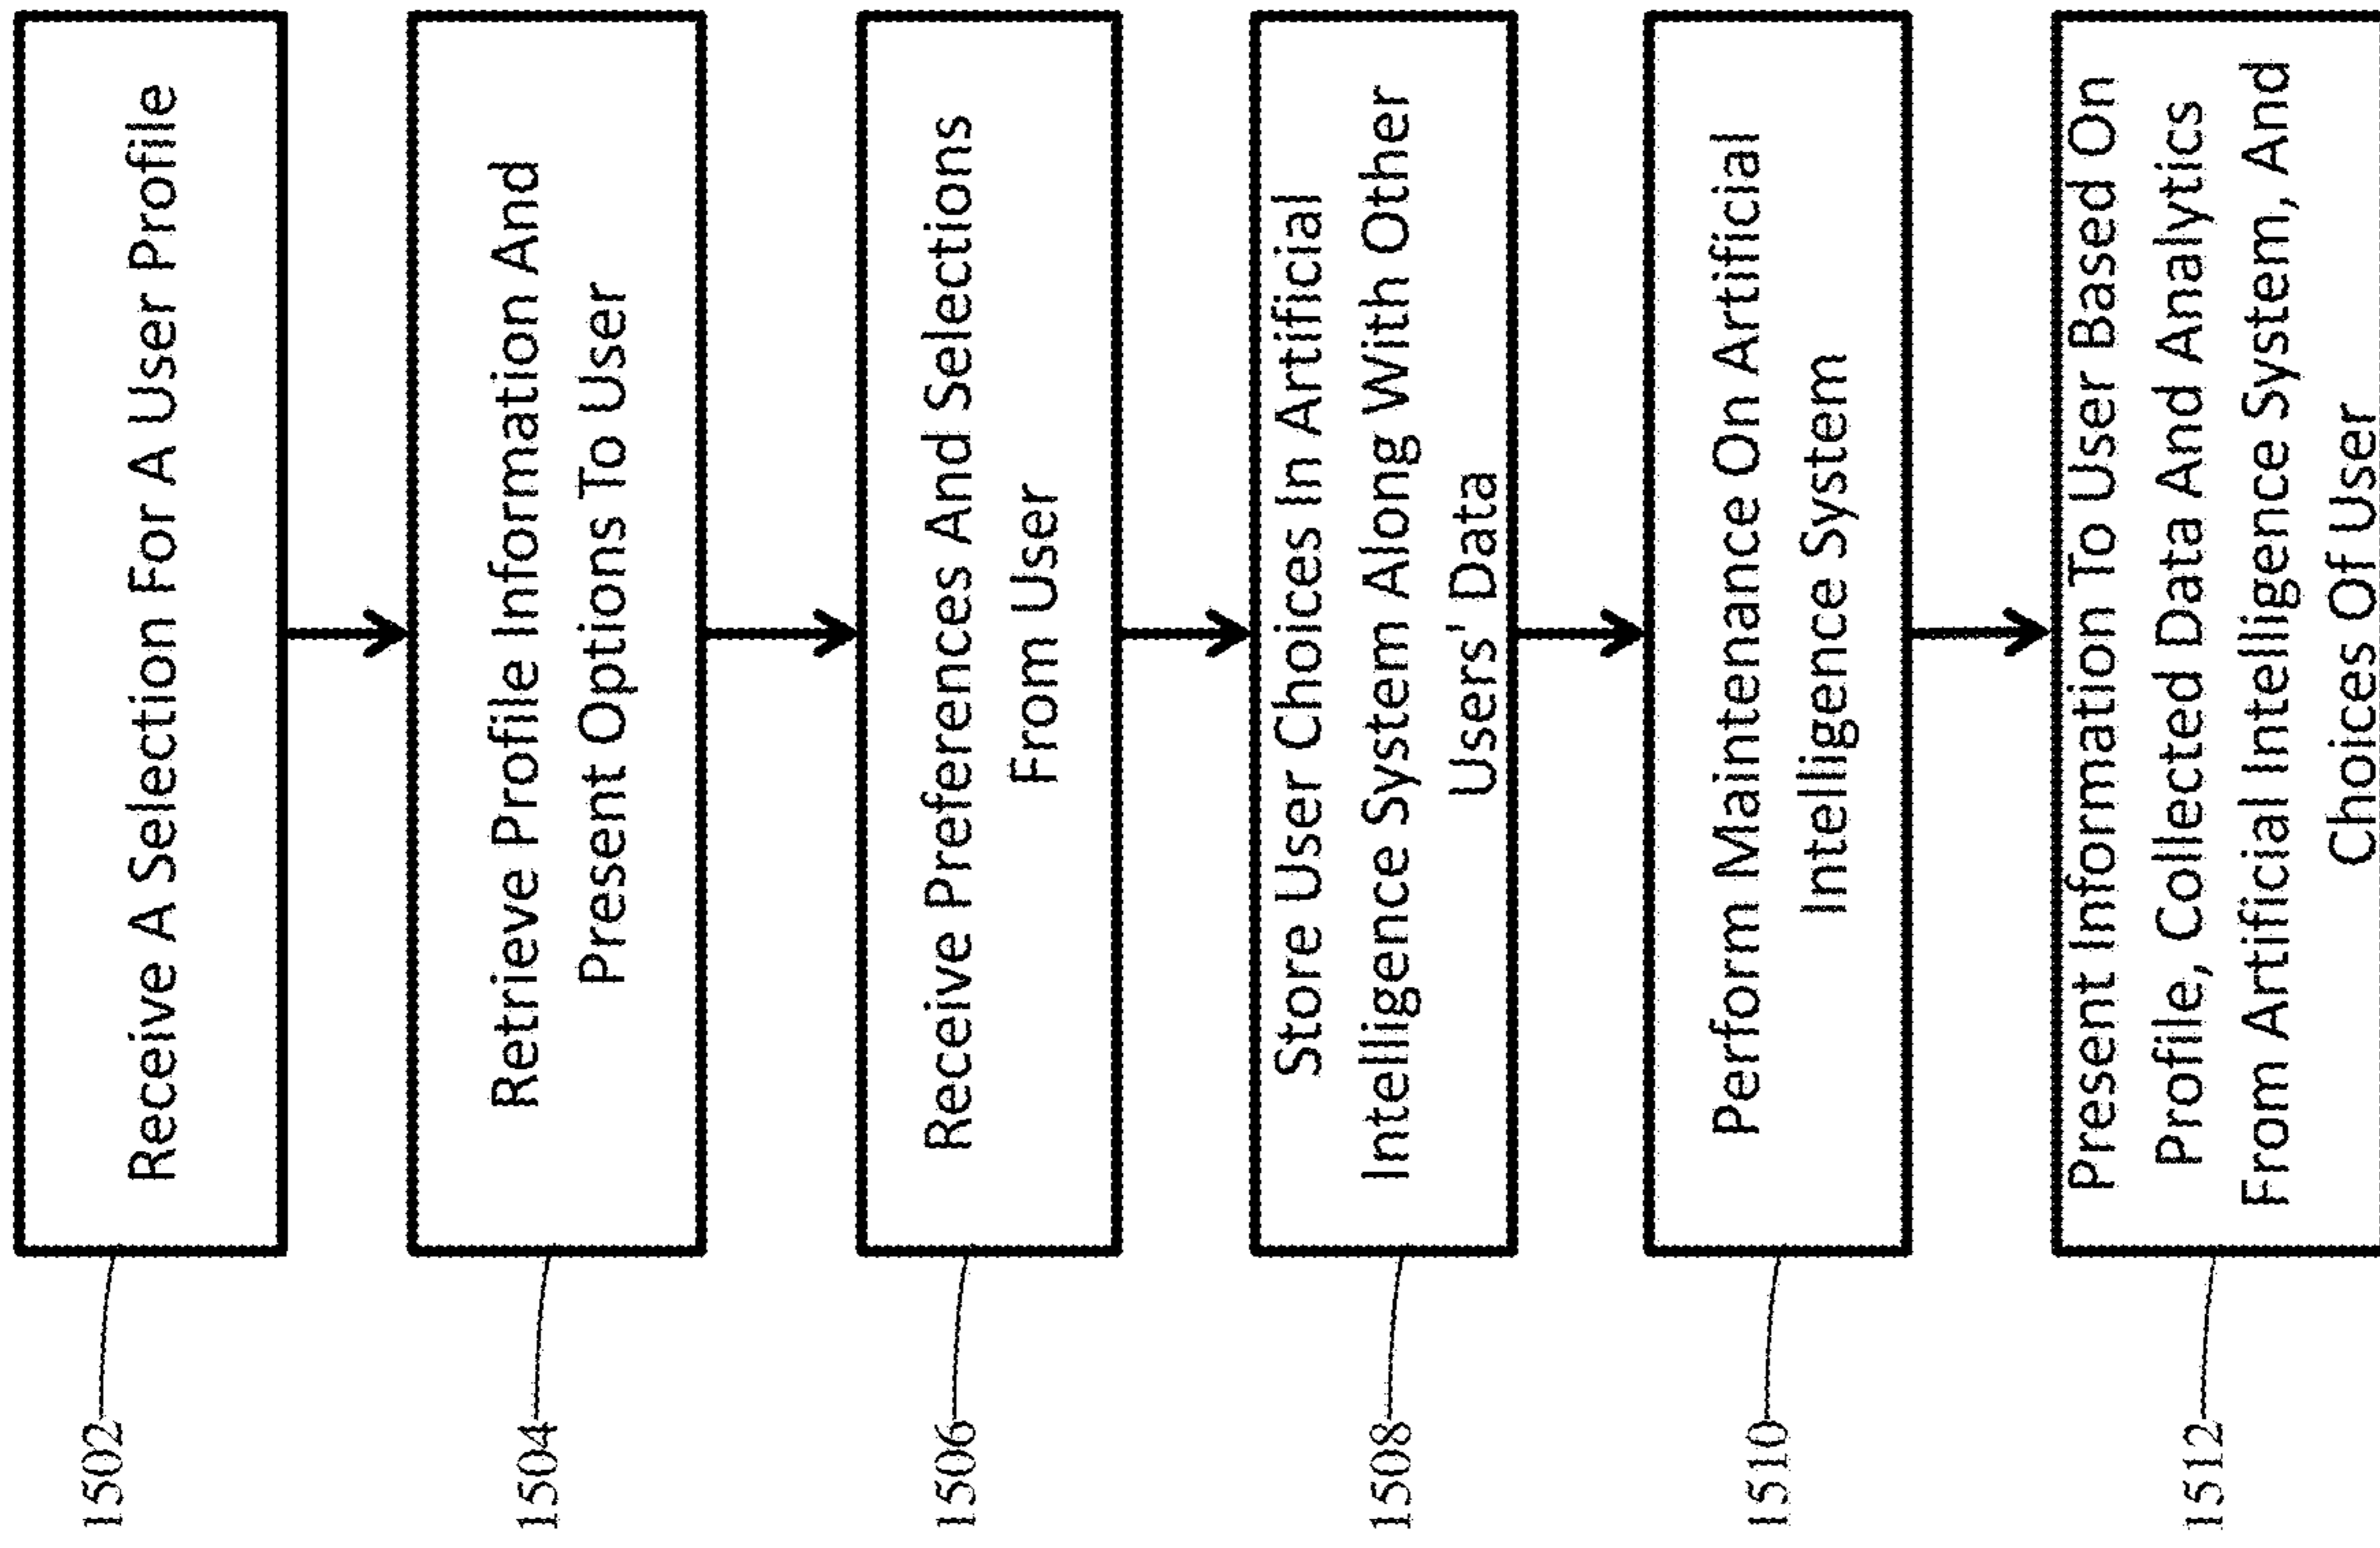 1502
Receive A Selection For A User Profile
1504
Retrieve Profile Information And
Present Options To User
1506
Receive Preferences And Selections
From User
1508
Store User Choices In Artificial
Intelligence System Along With Other
Users' Data
1510
Perform Maintenance On Artificial
Intelligence System
1512
Present Information To User Based On
Profile, Collected Data And Analytics
From Artificial Intelligence System, And
Choices Of User